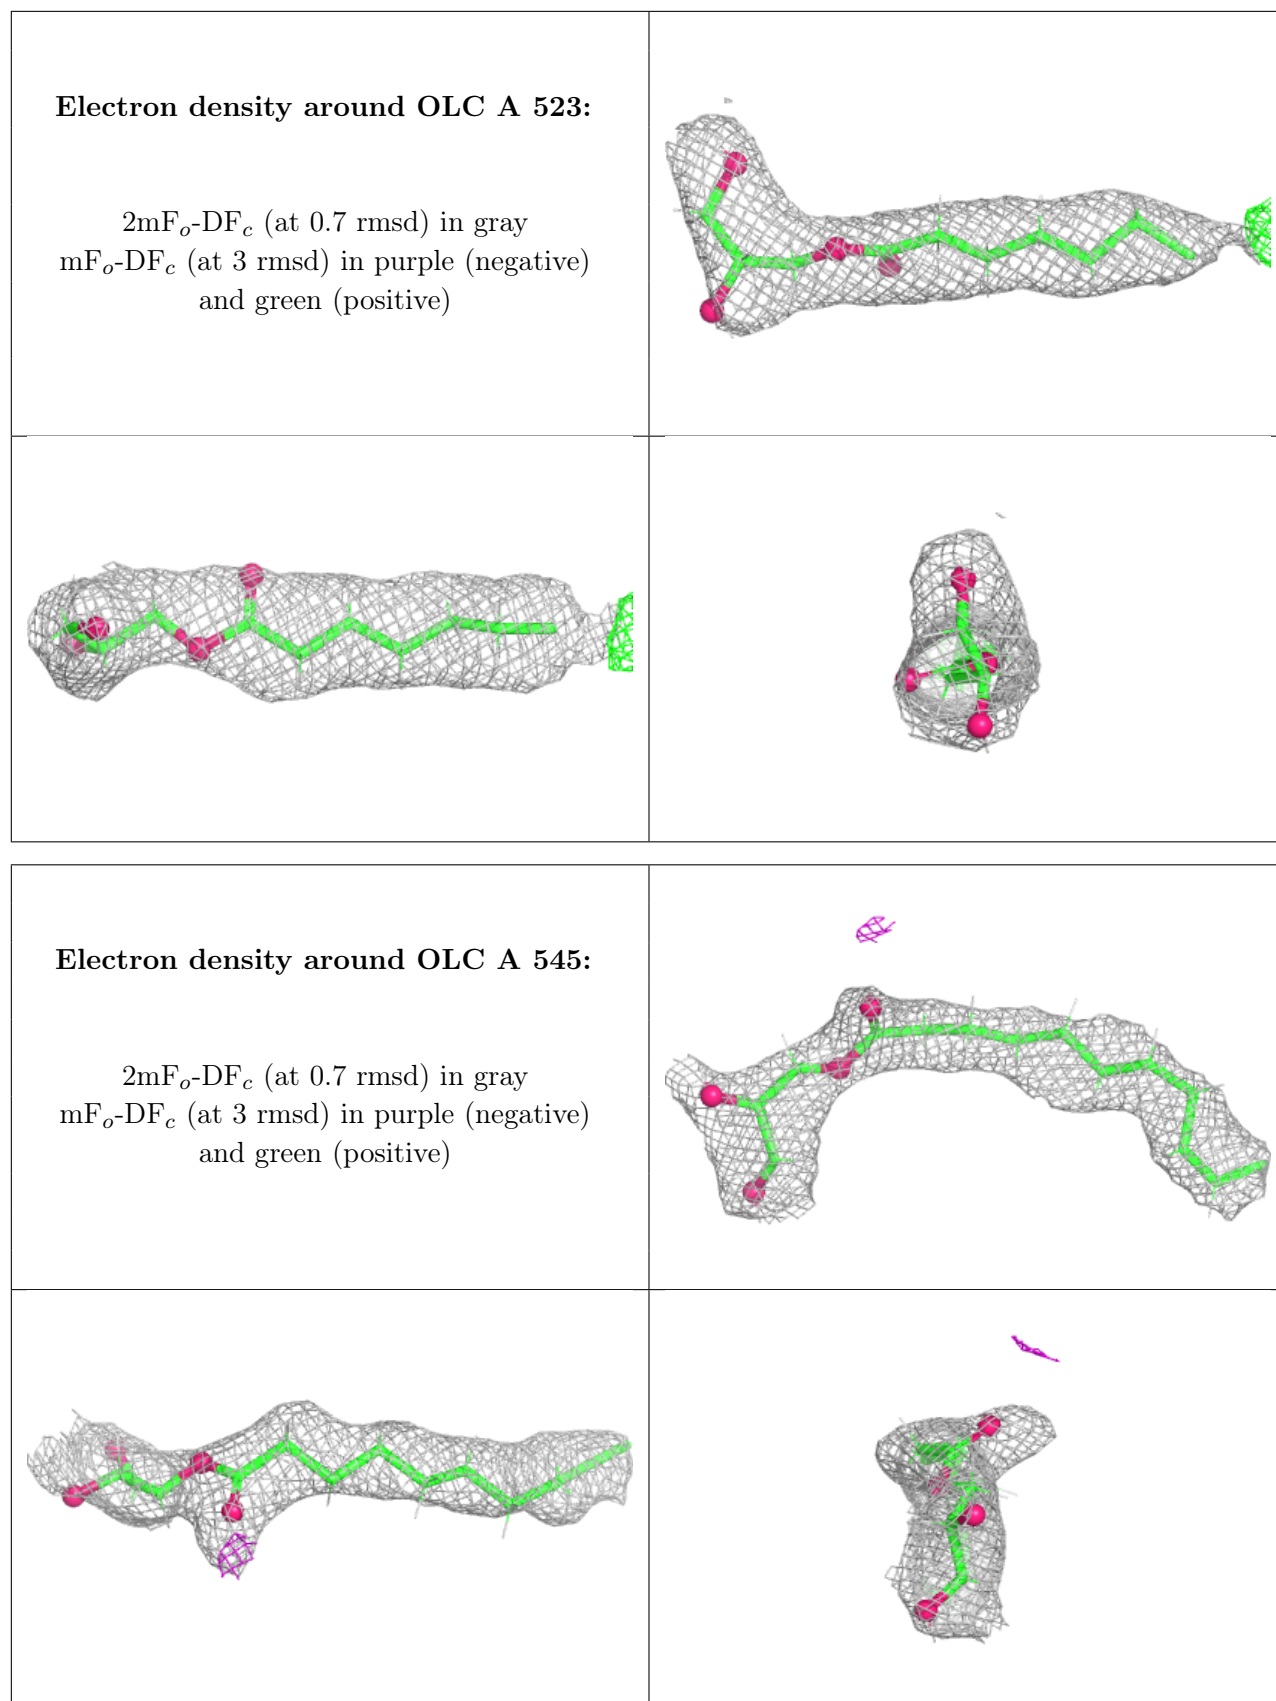 Electron density around OLC A 523:
2mFo-DFc (at 0.7 rmsd) in gray
mFo-DFc (at 3 rmsd) in purple (negative)
and green (positive)
Electron density around OLC A 545:
2mFo-DFc (at 0.7 rmsd) in gray
mFo-DFc (at 3 rmsd) in purple (negative)
and green (positive)